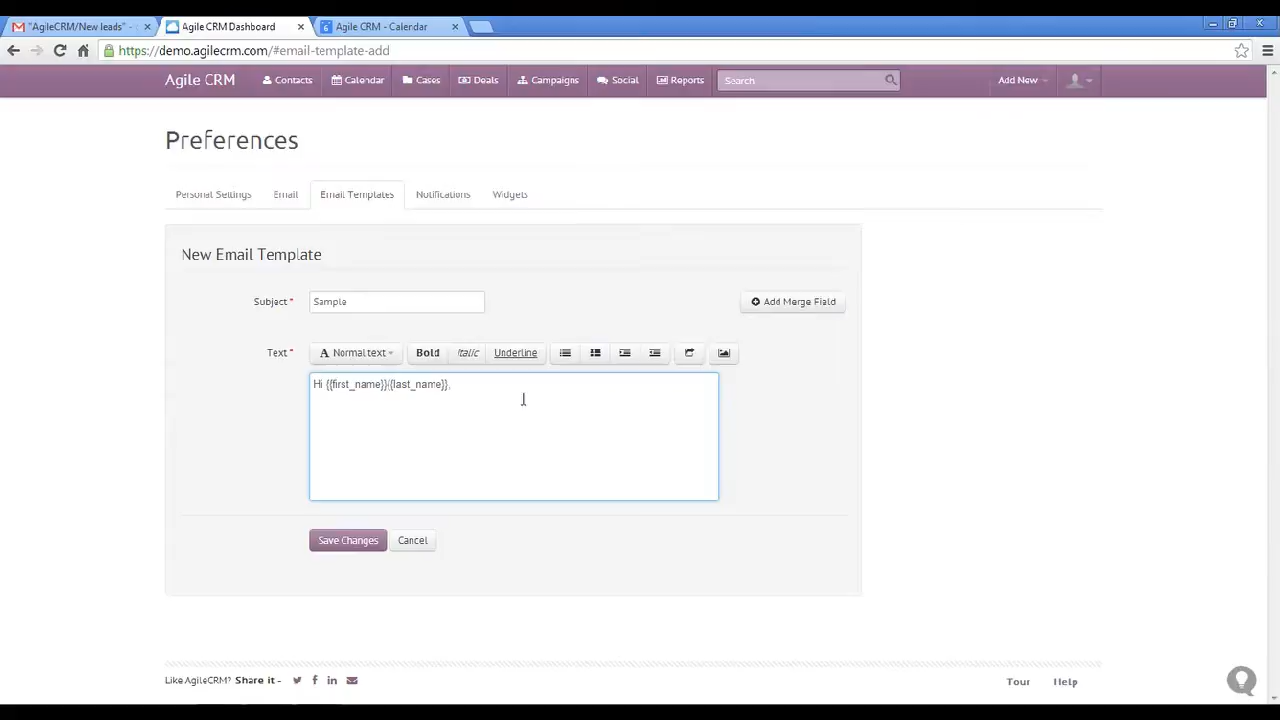 "AgileCRM/New leads" -
Agile CRM Dashboard
Agile CRM - Calendar
https://demo.agilecrm.com/#email-template-add
Agile CRM Contacts Calendar Cases Deals Campaigns Social Reports Search Add New
Preferences
Personal Settings Email Email Templates Notifications Widgets
New Email Template
Subject * Sample Add Merge Field
Text * A Normal text Bold Italic Underline
Hi {{first_name}}{{last_name}},
Save Changes Cancel
Like AgileCRM? Share it - Tour Help